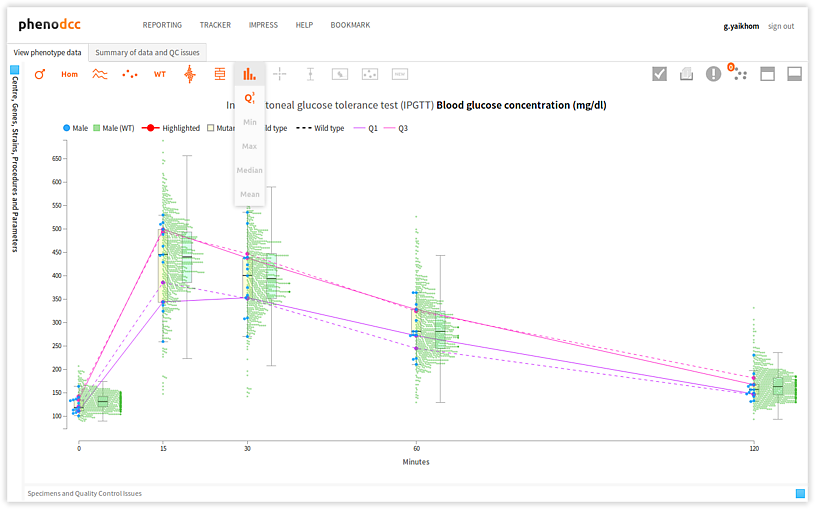 phenodcc REPORTING TRACKER IMPRESS HELP BOOKMARK g.yaikhom sign out
View phenotype data Summary of data and QC issues
Hom WT NEW 0
Centre, Genes, Strains, Procedures and Parameters
Q 3 1
Min
Max
Median
Mean
toneal glucose tolerance test (IPGTT) Blood glucose concentration (mg/dl)
Male Male (WT) Highlighted Wild type Q1 Q3
650
600
550
500
450
400
350
300
250
200
150
100
0 15 30 60 120
Minutes
Specimens and Quality Control Issues